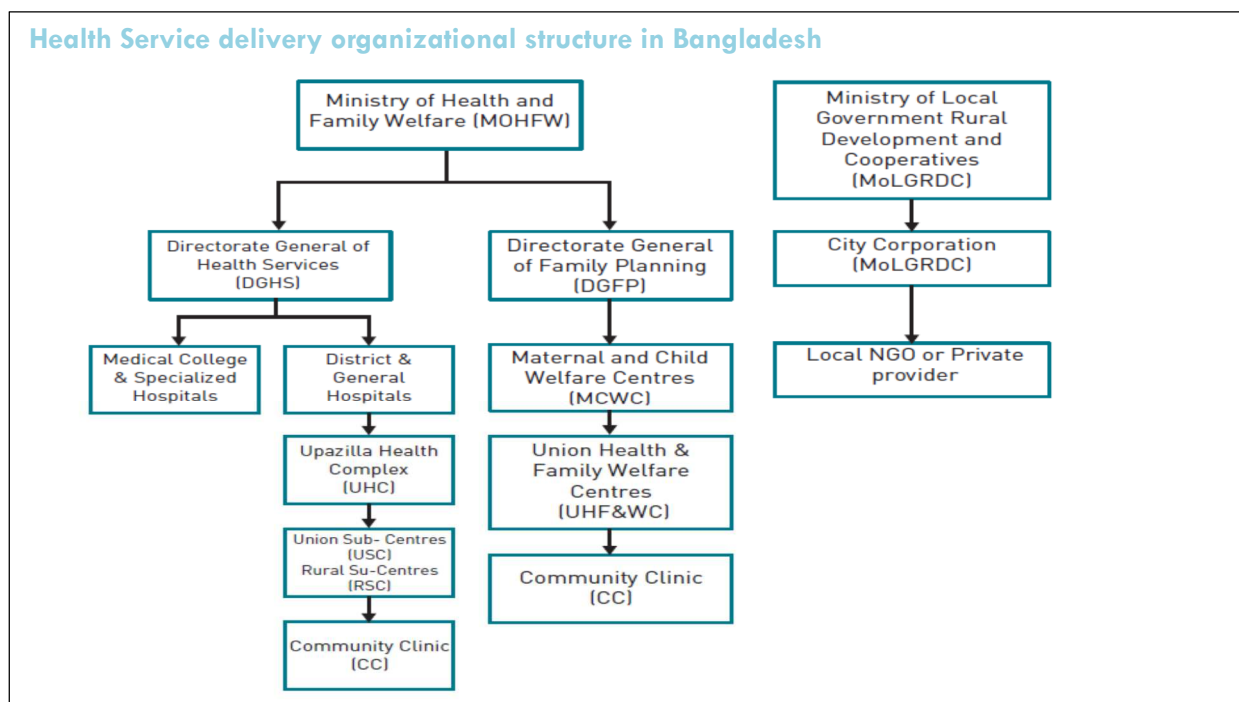 Health Service delivery organizational structure in Bangladesh
Ministry of Health and
Family Welfare (MOHFW)
Ministry of Local
Government Rural
Development and
Cooperatives
(MoLGRDC)
Directorate General of
Health Services
(DGHS)
Directorate General
of Family Planning
(DGFP)
City Corporation
(MoLGRDC)
Medical College
& Specialized
Hospitals
District &
General
Hospitals
Maternal and Child
Welfare Centres
(MCWC)
Local NGO or Private
provider
Upazilla Health
Complex
(UHC)
Union Health &
Family Welfare
Centres
(UHF&WC)
Union Sub- Centres
(USC)
Rural Su-Centres
(RSC)
Community Clinic
(CC)
Community Clinic
(CC)